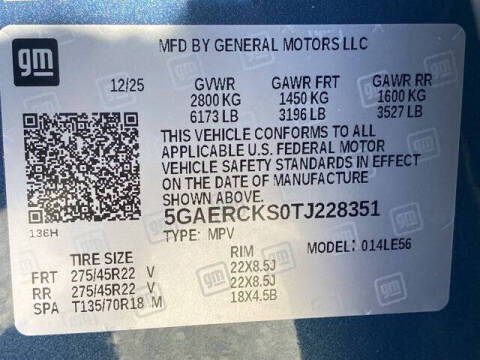 gm
MFD BY GENERAL MOTORS LLC
12/25 GVWR GAWR FRT GAWR RR
2800 KG 1450 KG 1600 KG
6173 LB 3196 LB 3527 LB
THIS VEHICLE CONFORMS TO ALL
APPLICABLE U.S. FEDERAL MOTOR
VEHICLE SAFETY STANDARDS IN EFFECT
ON THE DATE OF MANUFACTURE
SHOWN ABOVE.
136H
5GAERCKS0TJ228351
TYPE: MPV MODEL: 014LE56
TIRE SIZE RIM
FRT 275/45R22 V 22X8.5J
RR 275/45R22 V 22X8.5J
SPA T135/70R18 M 18X4.5B